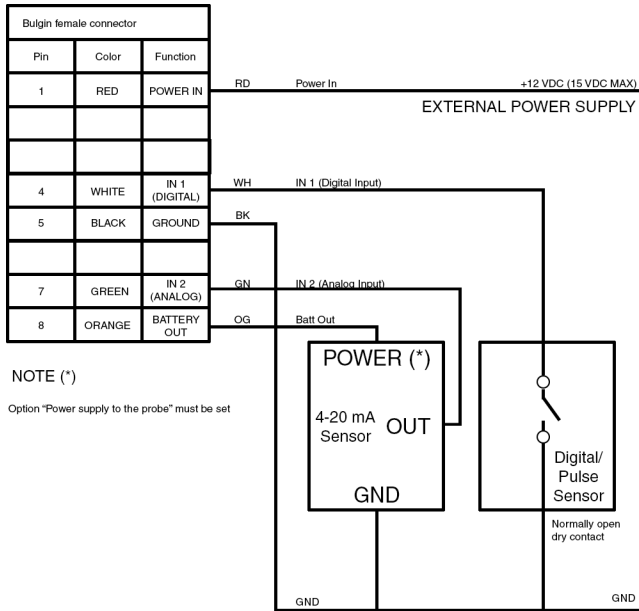 Bulgin female connector
Pin Color Function
1 RED POWER IN
4 WHITE IN 1 (DIGITAL)
5 BLACK GROUND
7 GREEN IN 2 (ANALOG)
8 ORANGE BATTERY OUT
RD Power In +12 VDC (15 VDC MAX)
EXTERNAL POWER SUPPLY
WH IN 1 (Digital Input)
BK
GN IN 2 (Analog Input)
OG Batt Out
NOTE (*)
Option “Power supply to the probe” must be set
POWER (*)
4-20 mA
Sensor
OUT
GND
Digital/
Pulse
Sensor
Normally open
dry contact
GND
GND